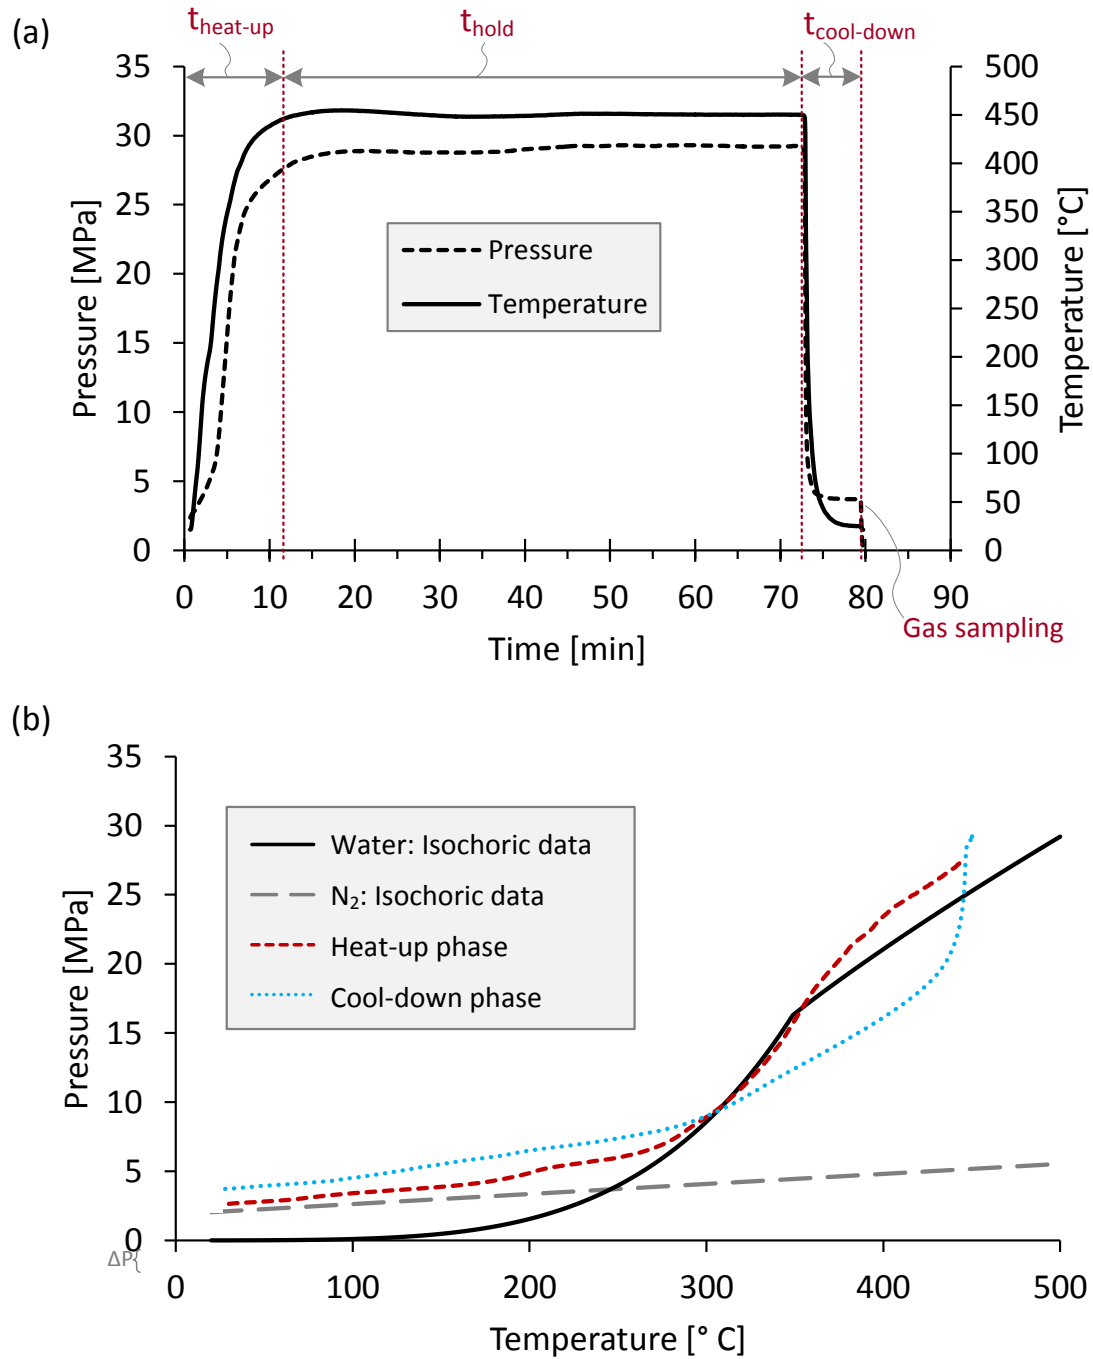 (a)
t heat-up
t hold
t cool-down
35
30
25
20
15
10
5
0
Pressure [MPa]
500
450
400
350
300
250
200
150
100
50
0
Temperature [°C]
Pressure
Temperature
0 10 20 30 40 50 60 70 80 90
Time [min]
Gas sampling
(b)
35
30
25
20
15
10
5
0
ΔP{
Pressure [MPa]
Water: Isochoric data
N₂: Isochoric data
Heat-up phase
Cool-down phase
0 100 200 300 400 500
Temperature [° C]